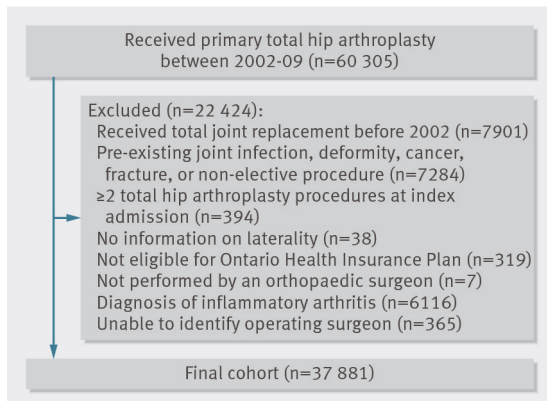 Received primary total hip arthroplasty
between 2002-09 (n=60 305)
Excluded (n=22 424):
Received total joint replacement before 2002 (n=7901)
Pre-existing joint infection, deformity, cancer,
fracture, or non-elective procedure (n=7284)
≥2 total hip arthroplasty procedures at index
admission (n=394)
No information on laterality (n=38)
Not eligible for Ontario Health Insurance Plan (n=319)
Not performed by an orthopaedic surgeon (n=7)
Diagnosis of inflammatory arthritis (n=6116)
Unable to identify operating surgeon (n=365)
Final cohort (n=37 881)